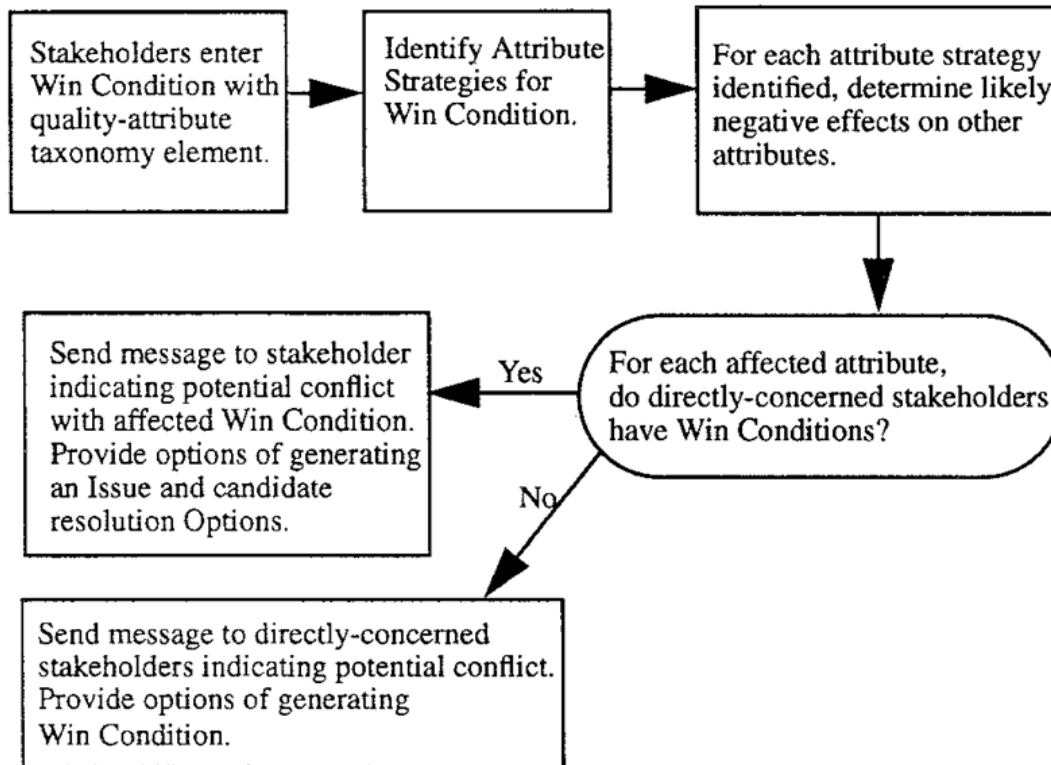 Stakeholders enter
Win Condition with
quality-attribute
taxonomy element.
Identify Attribute
Strategies for
Win Condition.
For each attribute strategy
identified, determine likely
negative effects on other
attributes.
For each affected attribute,
do directly-concerned stakeholders
have Win Conditions?
Yes
Send message to stakeholder
indicating potential conflict
with affected Win Condition.
Provide options of generating
an Issue and candidate
resolution Options.
No
Send message to directly-concerned
stakeholders indicating potential conflict.
Provide options of generating
Win Condition.